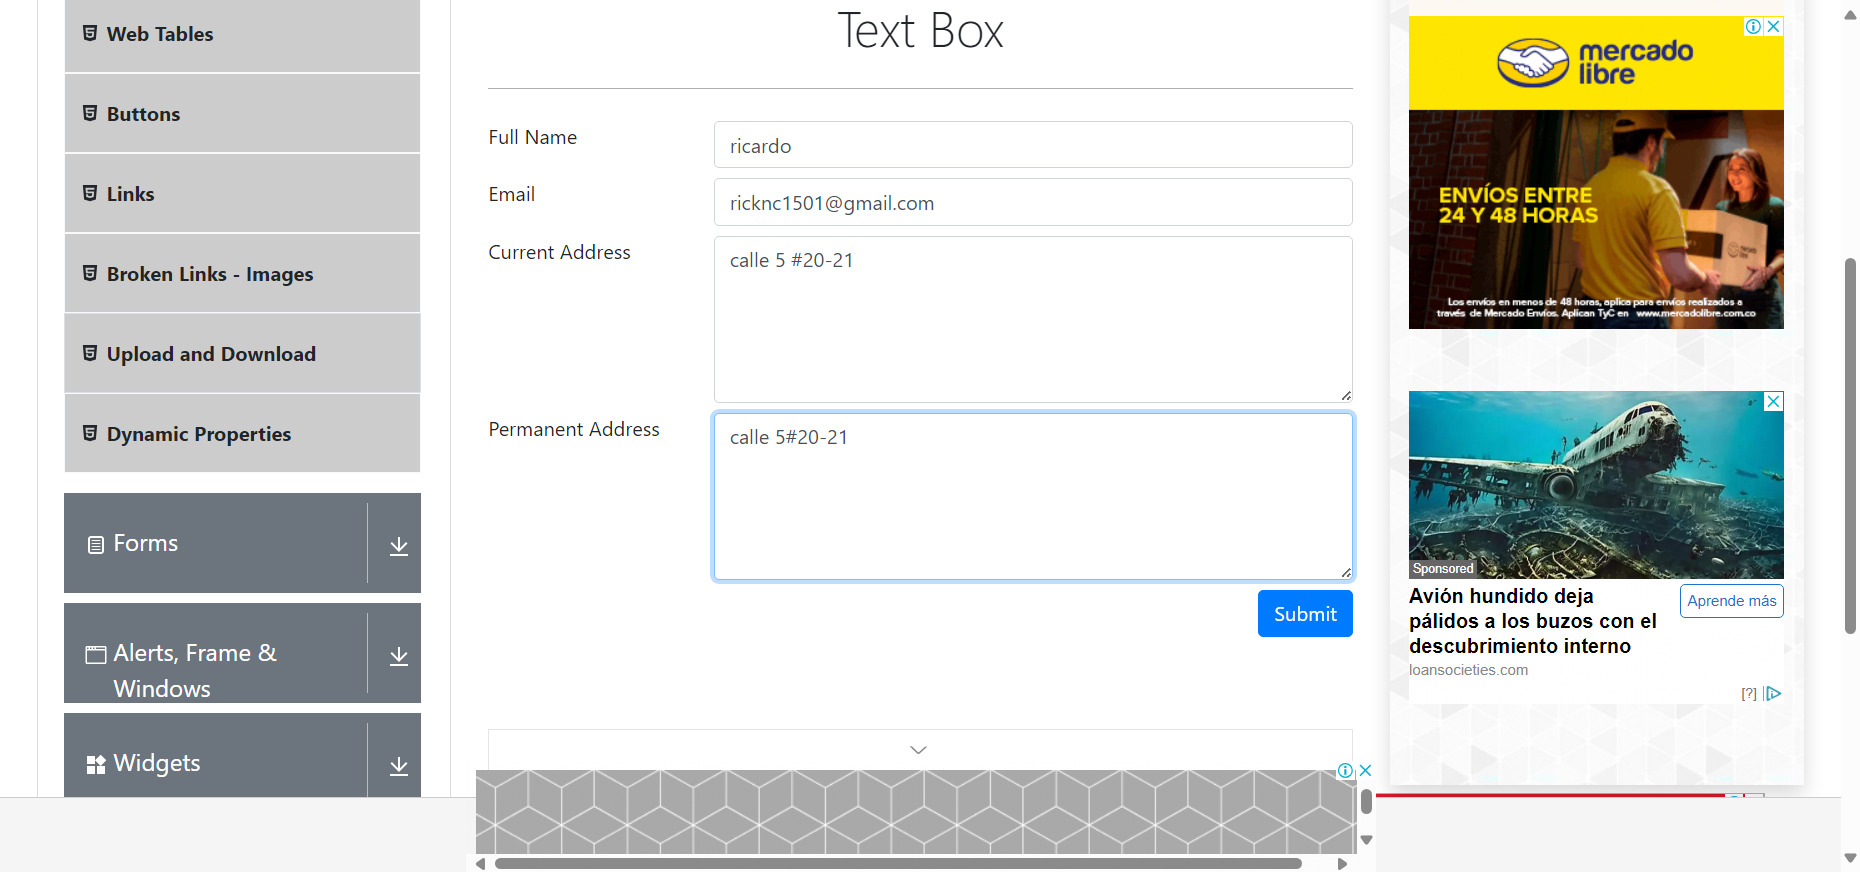 Web Tables
Buttons
Links
Broken Links - Images
Upload and Download
Dynamic Properties
Forms
Alerts, Frame &
Windows
Widgets
Text Box
Full Name
ricardo
Email
ricknc1501@gmail.com
Current Address
calle 5 #20-21
Permanent Address
calle 5#20-21
Submit
mercado
libre
ENVÍOS ENTRE
24 Y 48 HORAS
Los envíos en menos de 48 horas, aplica para envíos realizados a
través de Mercado Envíos. Aplican TyC en www.mercadolibre.com.co
Sponsored
Avión hundido deja
pálidos a los buzos con el
descubrimiento interno
Aprende más
loansocieties.com
[?]